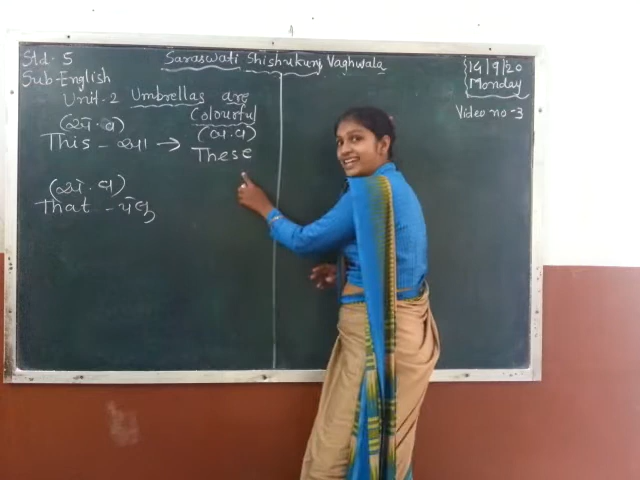 Std. 5
Saraswati Shishukunj Vaghwala
14/9/20
Monday
Sub-English
Unit-2 Umbrellas are Colourful
Video no-3
(એ.વ) (બ.વ)
This - આ → These
(એ.વ)
That - પેલુ